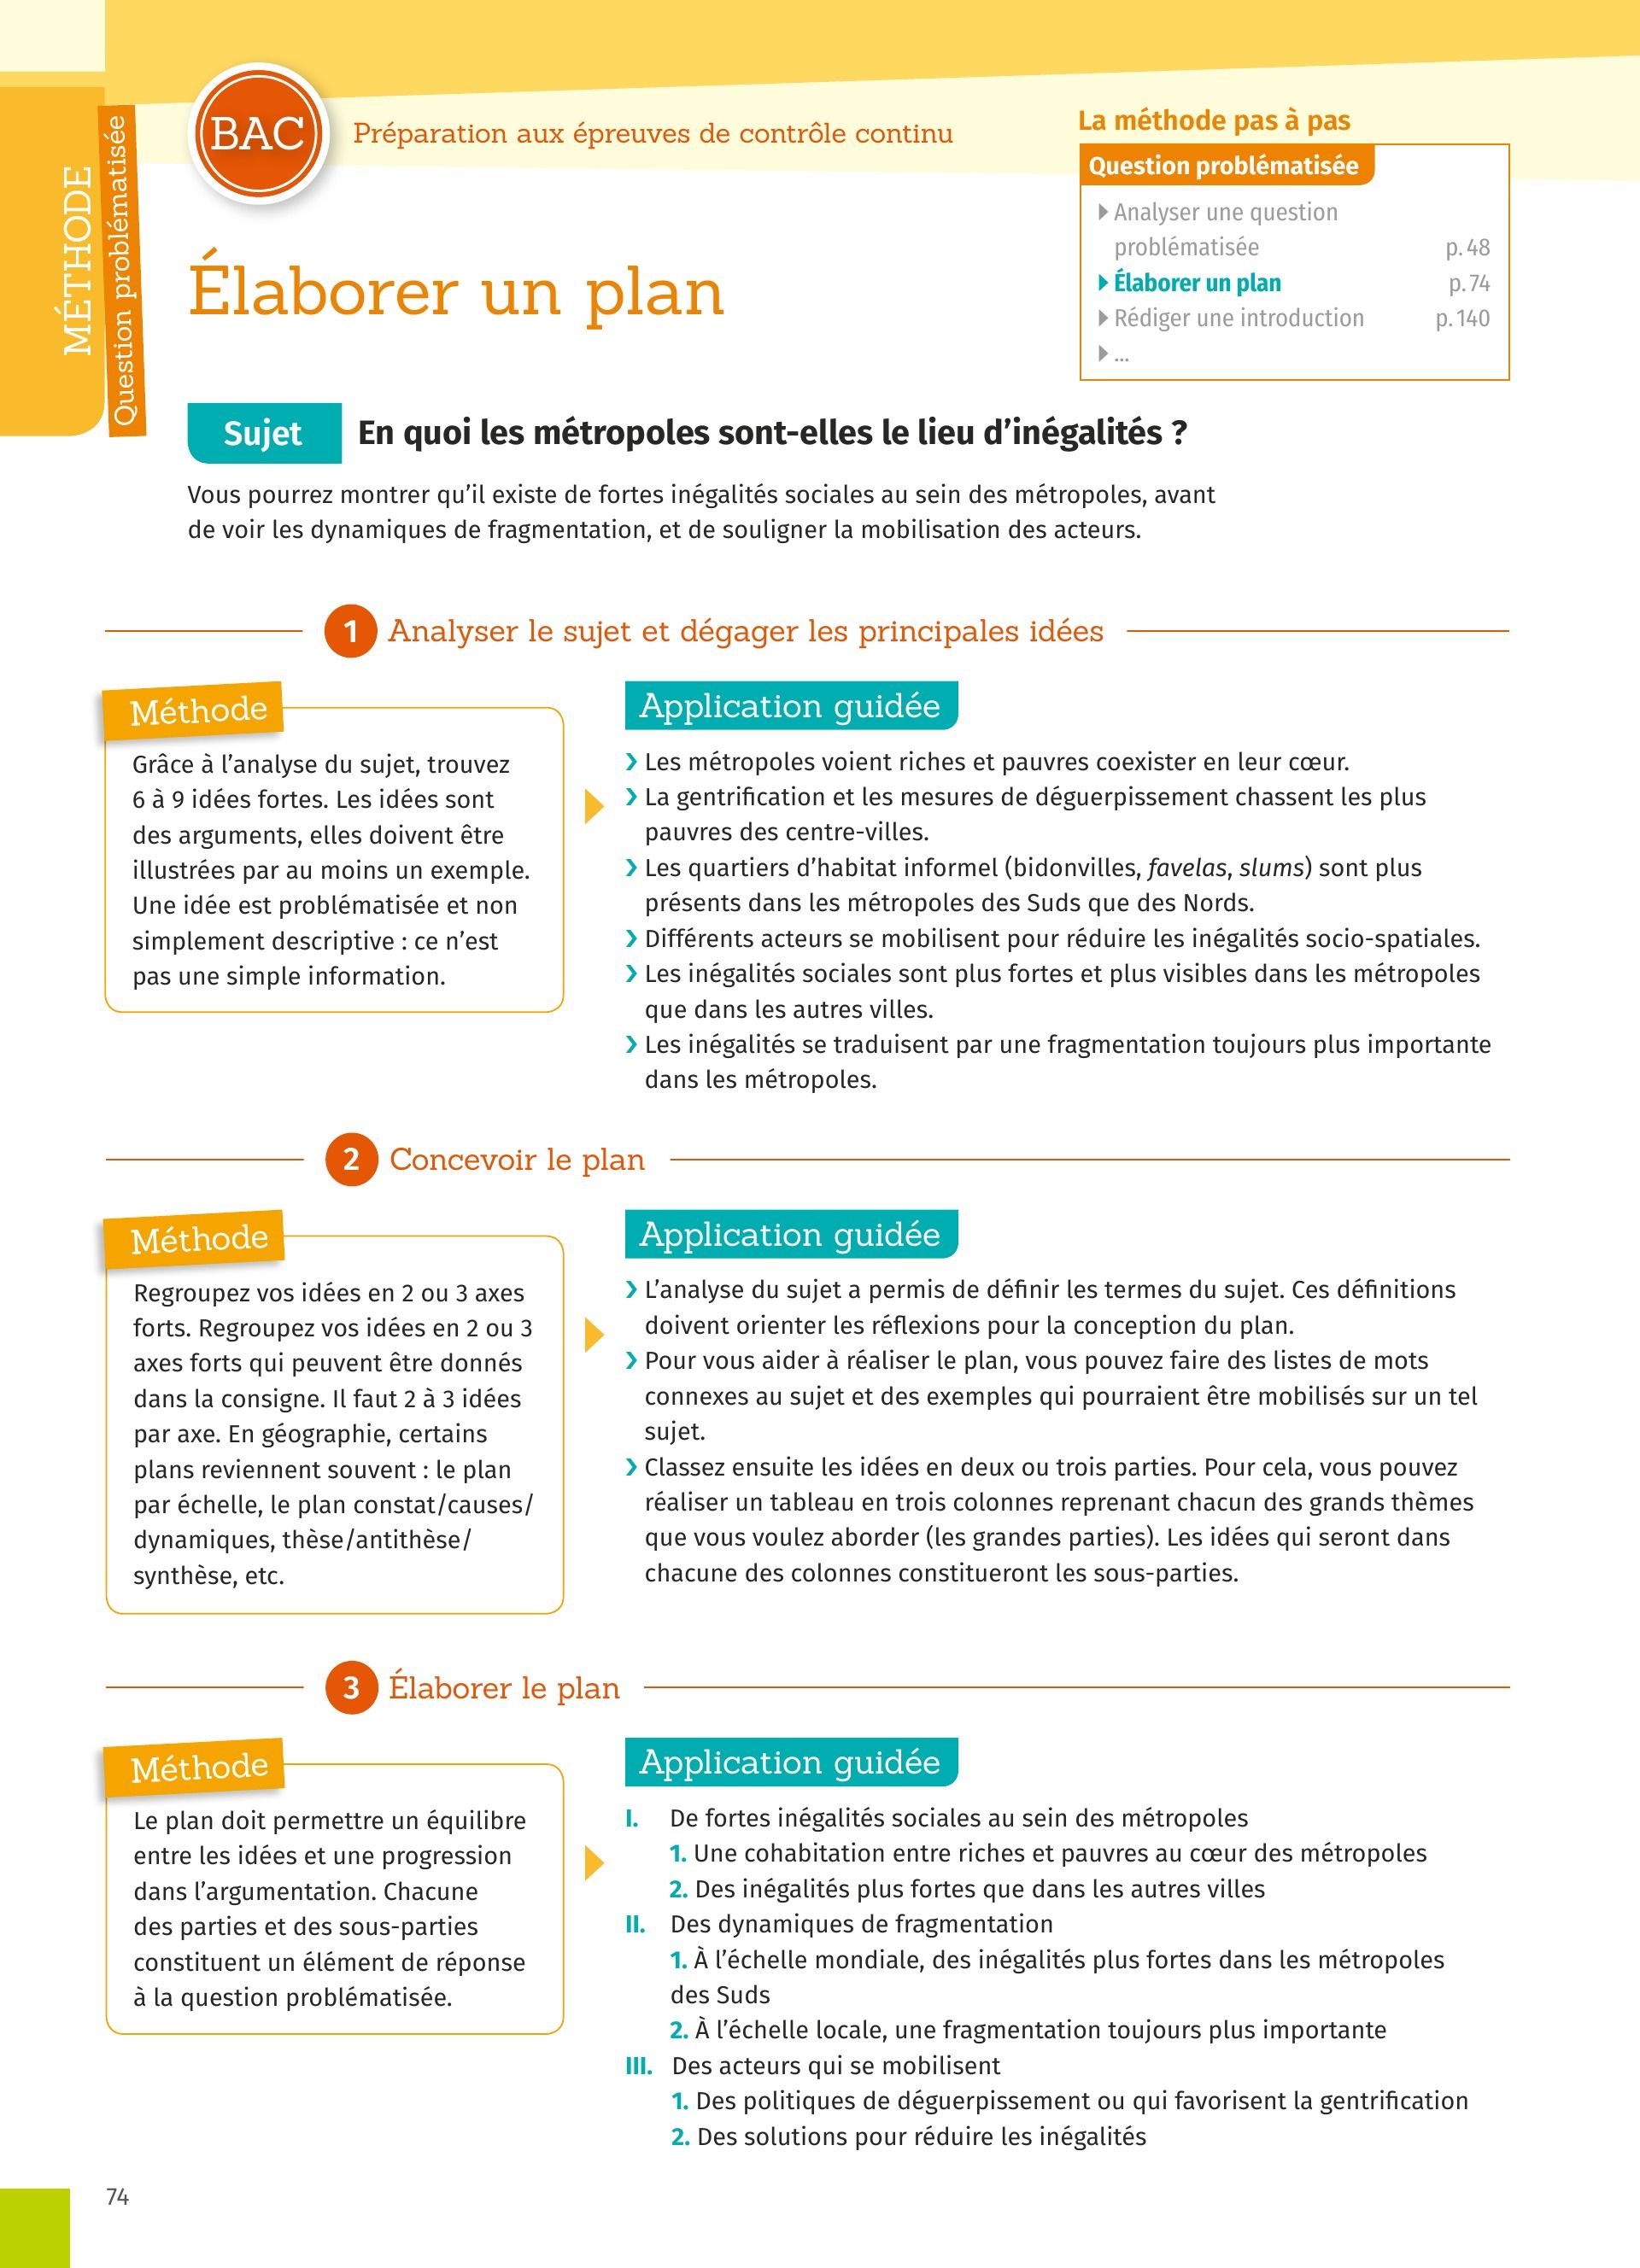 MÉTHODE
Question problématisée
BAC
Préparation aux épreuves de contrôle continu
La méthode pas à pas
Question problématisée
Analyser une question
problématisée p. 48
Élaborer un plan p. 74
Rédiger une introduction p. 140
...
Élaborer un plan
Sujet En quoi les métropoles sont-elles le lieu d’inégalités ?
Vous pourrez montrer qu’il existe de fortes inégalités sociales au sein des métropoles, avant
de voir les dynamiques de fragmentation, et de souligner la mobilisation des acteurs.
1 Analyser le sujet et dégager les principales idées
Méthode
Grâce à l’analyse du sujet, trouvez
6 à 9 idées fortes. Les idées sont
des arguments, elles doivent être
illustrées par au moins un exemple.
Une idée est problématisée et non
simplement descriptive : ce n’est
pas une simple information.
Application guidée
› Les métropoles voient riches et pauvres coexister en leur cœur.
› La gentrification et les mesures de déguerpissement chassent les plus
pauvres des centre-villes.
› Les quartiers d’habitat informel (bidonvilles, favelas, slums) sont plus
présents dans les métropoles des Suds que des Nords.
› Différents acteurs se mobilisent pour réduire les inégalités socio-spatiales.
› Les inégalités sociales sont plus fortes et plus visibles dans les métropoles
que dans les autres villes.
› Les inégalités se traduisent par une fragmentation toujours plus importante
dans les métropoles.
2 Concevoir le plan
Méthode
Regroupez vos idées en 2 ou 3 axes
forts. Regroupez vos idées en 2 ou 3
axes forts qui peuvent être donnés
dans la consigne. Il faut 2 à 3 idées
par axe. En géographie, certains
plans reviennent souvent : le plan
par échelle, le plan constat/causes/
dynamiques, thèse/antithèse/
synthèse, etc.
Application guidée
› L’analyse du sujet a permis de définir les termes du sujet. Ces définitions
doivent orienter les réflexions pour la conception du plan.
› Pour vous aider à réaliser le plan, vous pouvez faire des listes de mots
connexes au sujet et des exemples qui pourraient être mobilisés sur un tel
sujet.
› Classez ensuite les idées en deux ou trois parties. Pour cela, vous pouvez
réaliser un tableau en trois colonnes reprenant chacun des grands thèmes
que vous voulez aborder (les grandes parties). Les idées qui seront dans
chacune des colonnes constitueront les sous-parties.
3 Élaborer le plan
Méthode
Le plan doit permettre un équilibre
entre les idées et une progression
dans l’argumentation. Chacune
des parties et des sous-parties
constituent un élément de réponse
à la question problématisée.
Application guidée
I. De fortes inégalités sociales au sein des métropoles
1. Une cohabitation entre riches et pauvres au cœur des métropoles
2. Des inégalités plus fortes que dans les autres villes
II. Des dynamiques de fragmentation
1. À l’échelle mondiale, des inégalités plus fortes dans les métropoles
des Suds
2. À l’échelle locale, une fragmentation toujours plus importante
III. Des acteurs qui se mobilisent
1. Des politiques de déguerpissement ou qui favorisent la gentrification
2. Des solutions pour réduire les inégalités
74